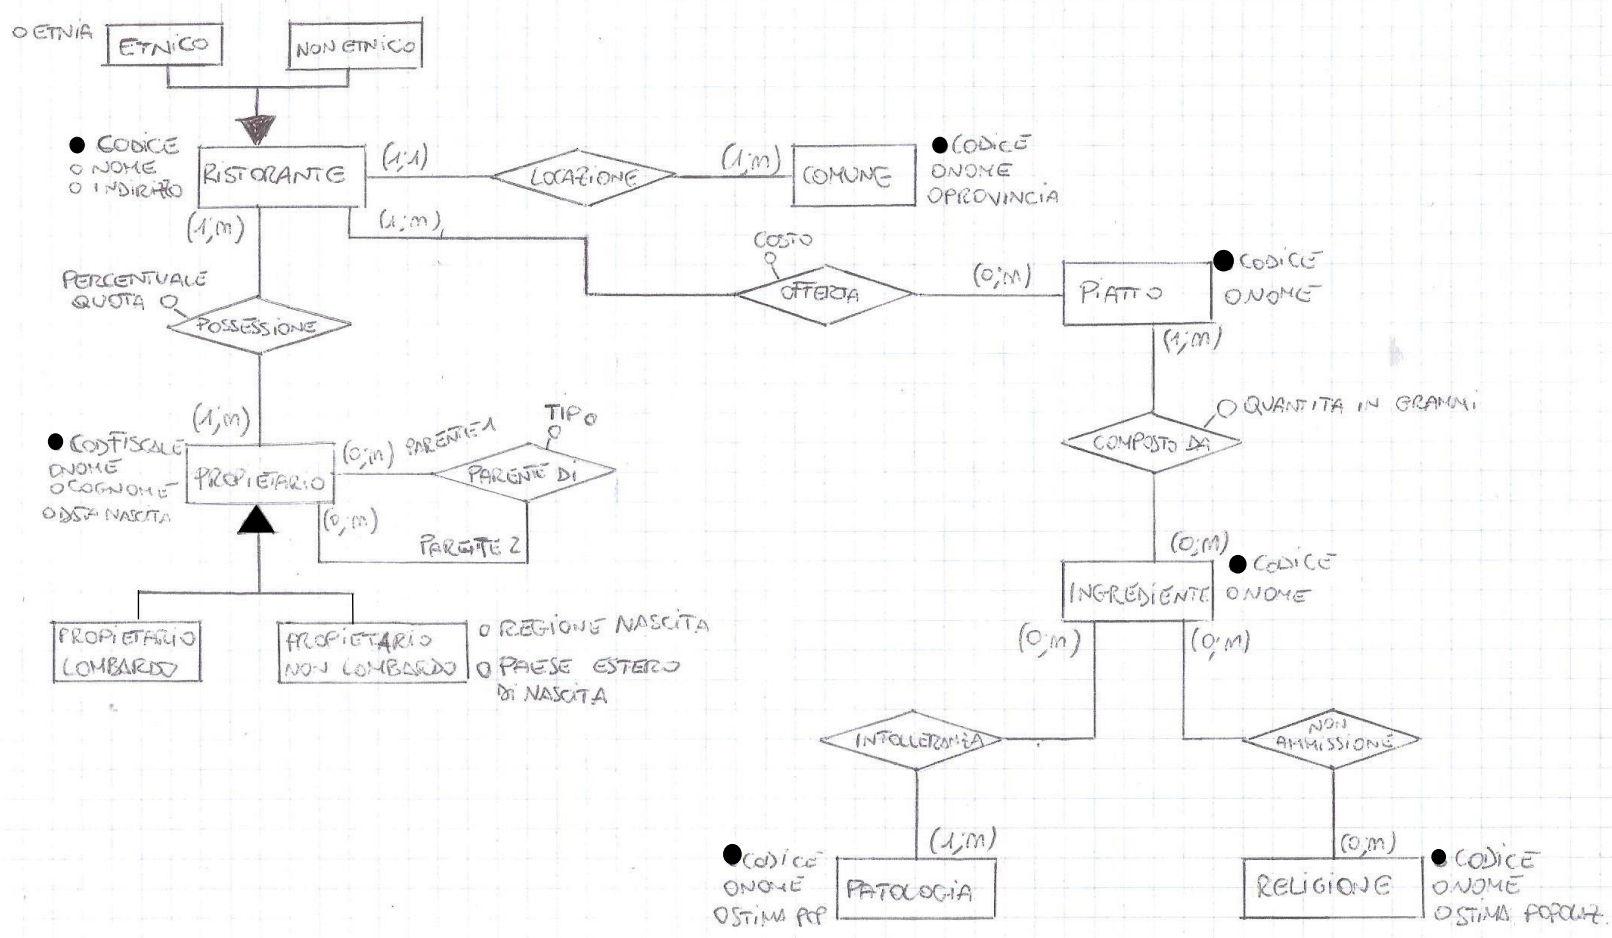 O ETNIA
ETNICO
NON ETNICO
CODICE
O NOME
O INDIRIZZO
RISTORANTE
(1;1)
LOCAZIONE
(1;m)
COMUNE
CODICE
O NOME
O PROVINCIA
(1;m)
(1;m)
COSTO
OFFERTA
(0;m)
PIATTO
CODICE
O NOME
PERCENTUALE
QUOTA
POSSESSIONE
(1;m)
(1;m)
QUANTITA IN GRAMMI
COMPOSTO DA
CODFISCALE
O NOME
O COGNOME
O DATA NASCITA
PROPIETARIO
(0;m) PARENTE 1
TIPO
PARENTE DI
(0;m)
PARENTE 2
(0;m)
INGREDIENTE
CODICE
O NOME
PROPIETARIO
LOMBARDO
PROPIETARIO
NON LOMBARDO
O REGIONE NASCITA
O PAESE ESTERO
DI NASCITA
(0;m)
(0;m)
INTOLLERANZA
NON
AMMISSIONE
(1;m)
(0;m)
CODICE
O NOME
O STIMA POP
PATOLOGIA
RELIGIONE
CODICE
O NOME
O STIMA POPOLAZ.